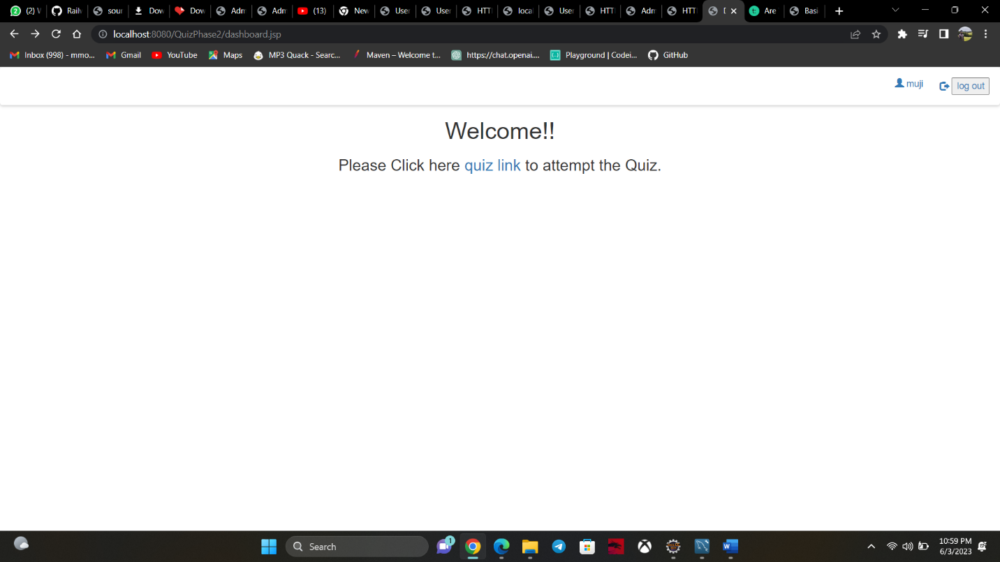 (2) W
Railw
sour
Dow
Dow
Adm
Adm
(13)
New
User
User
HTT
loca
User
HTT
Adm
HTT
Are
Basi
localhost:8080/QuizPhase2/dashboard.jsp
Inbox (998) - mmo...
Gmail
YouTube
Maps
MP3 Quack - Searc...
Maven – Welcome t...
https://chat.openai....
Playground | Codei...
GitHub
muji
log out
Welcome!!
Please Click here quiz link to attempt the Quiz.
Search
1
W
10:59 PM
6/3/2023